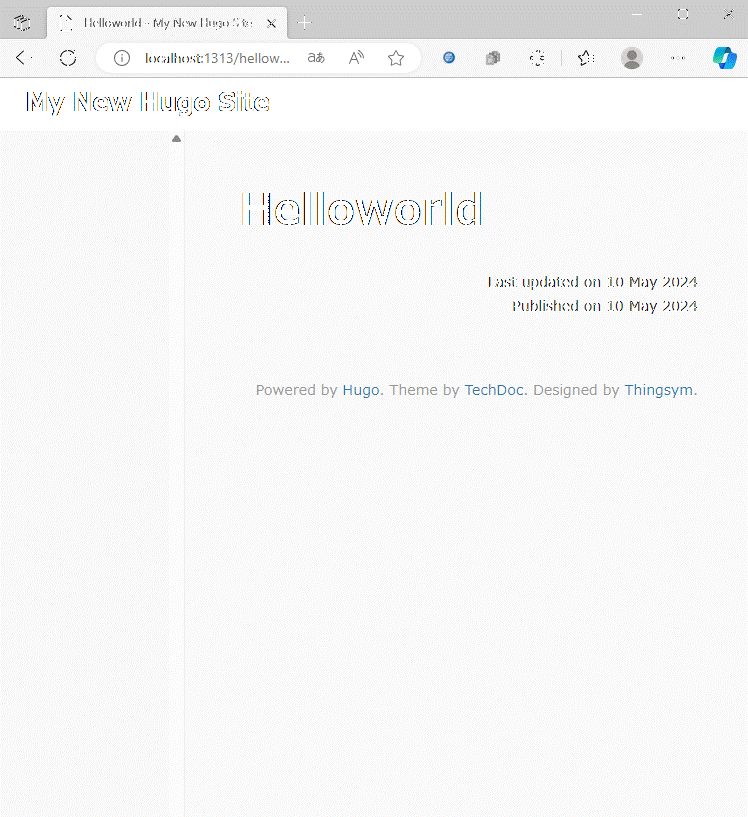 Helloworld - My New Hugo Site
localhost:1313/hellow...
My New Hugo Site
Helloworld
Last updated on 10 May 2024
Published on 10 May 2024
Powered by Hugo. Theme by TechDoc. Designed by Thingsym.